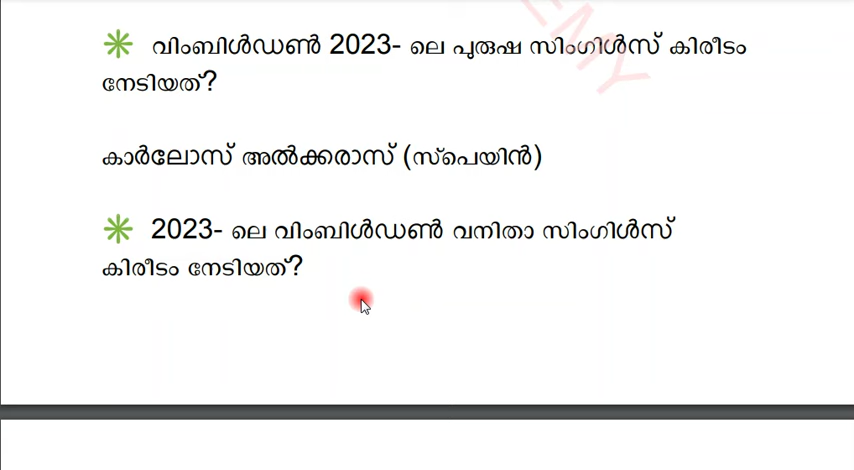 ✳ വിംബിൾഡൺ 2023- ലെ പുരുഷ സിംഗിൾസ് കിരീടം
നേടിയത്?
കാർലോസ് അൽക്കരാസ് (സ്പെയിൻ)
✳ 2023- ലെ വിംബിൾഡൺ വനിതാ സിംഗിൾസ്
കിരീടം നേടിയത്?